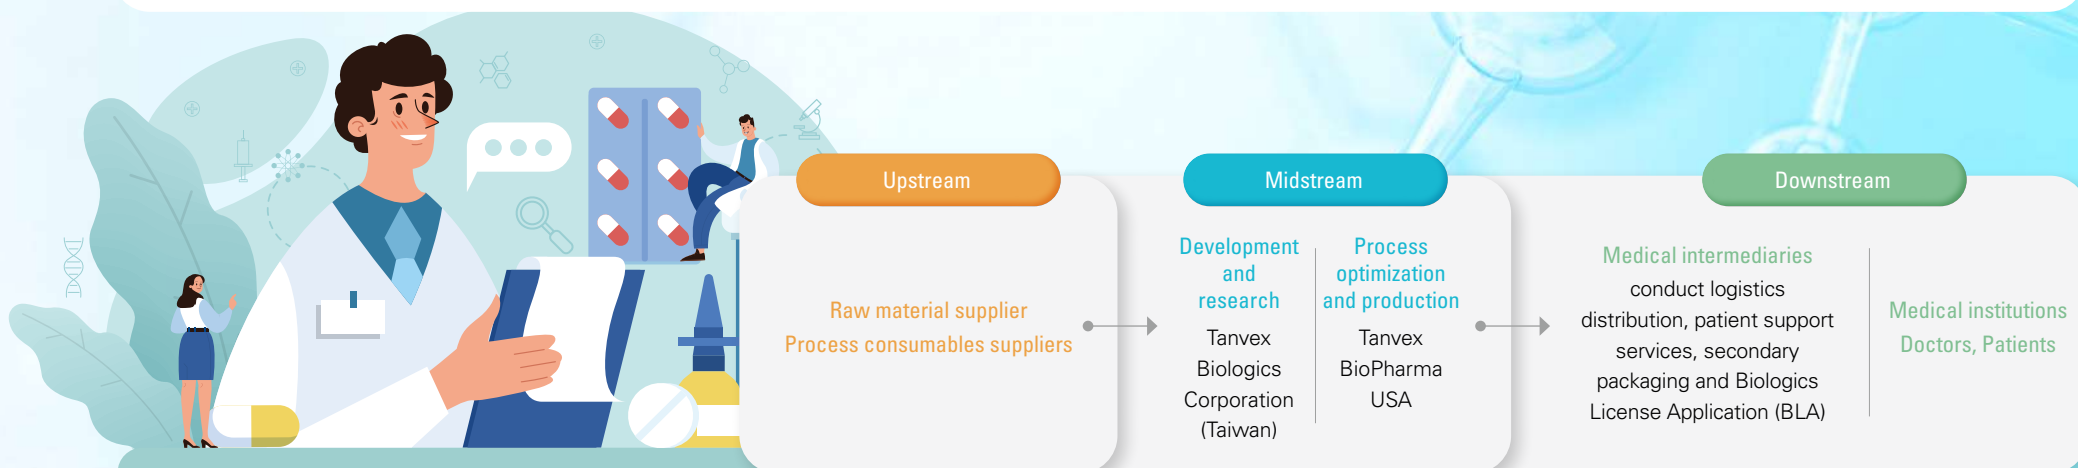 Upstream
Raw material supplier
Process consumables suppliers
Midstream
Development
and
research
Tanvex
Biologics
Corporation
(Taiwan)
Process
optimization
and production
Tanvex
BioPharma
USA
Downstream
Medical intermediaries
conduct logistics
distribution, patient support
services, secondary
packaging and Biologics
License Application (BLA)
Medical institutions
Doctors, Patients